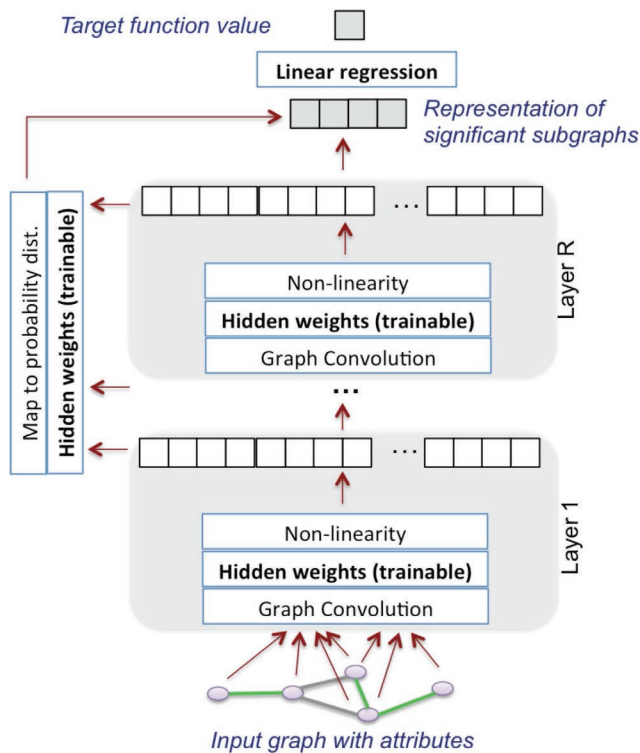 Target function value
Linear regression
Representation of
significant subgraphs
...
Non-linearity
Hidden weights (trainable)
Graph Convolution
Layer R
Map to probability dist.
Hidden weights (trainable)
...
...
Non-linearity
Hidden weights (trainable)
Graph Convolution
Layer 1
Input graph with attributes